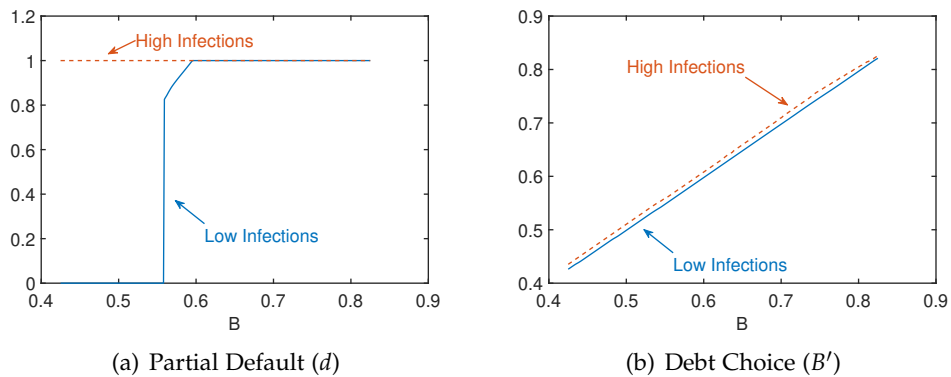 1.2
1
0.8
0.6
0.4
0.2
0
High Infections
Low Infections
0.4 0.5 0.6 0.7 0.8 0.9
B
(a) Partial Default (d)
0.9
0.8
0.7
0.6
0.5
0.4
High Infections
Low Infections
0.4 0.5 0.6 0.7 0.8 0.9
B
(b) Debt Choice (B′)